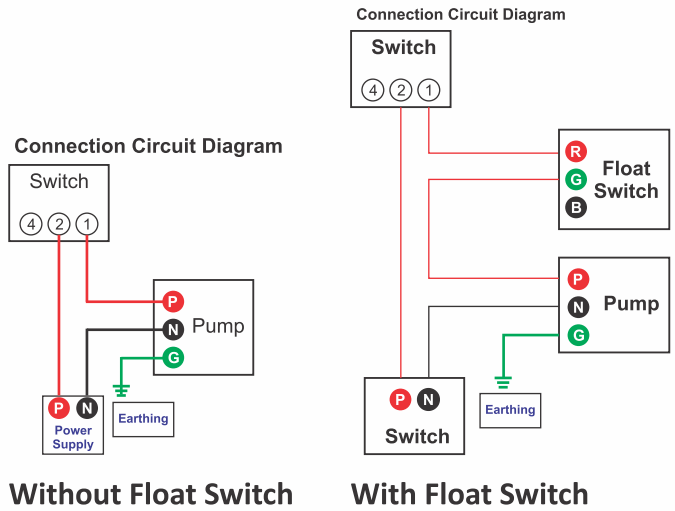 Connection Circuit Diagram
Switch
4 2 1
P
N
G
Pump
P N
Power
Supply
Earthing
Without Float Switch
Connection Circuit Diagram
Switch
4 2 1
R
G
B
Float
Switch
P
N
G
Pump
P N
Switch
Earthing
With Float Switch